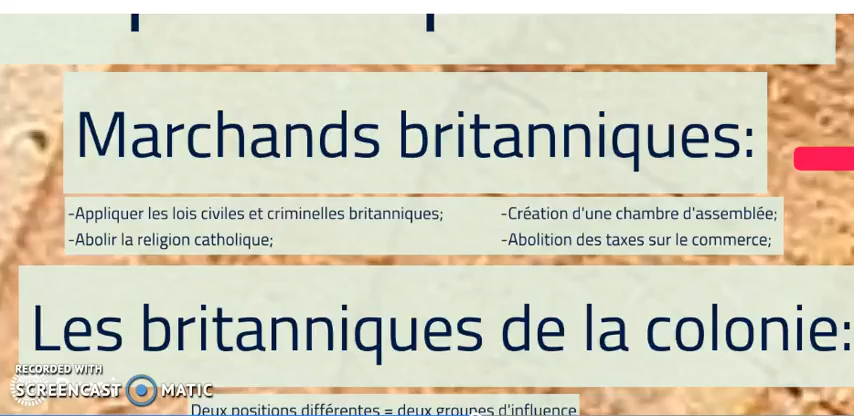 Marchands britanniques:
-Appliquer les lois civiles et criminelles britanniques;
-Abolir la religion catholique;
-Création d'une chambre d'assemblée;
-Abolition des taxes sur le commerce;
Les britanniques de la colonie:
RECORDED WITH
SCREENCAST MATIC
Deux positions différentes = deux groupes d'influence